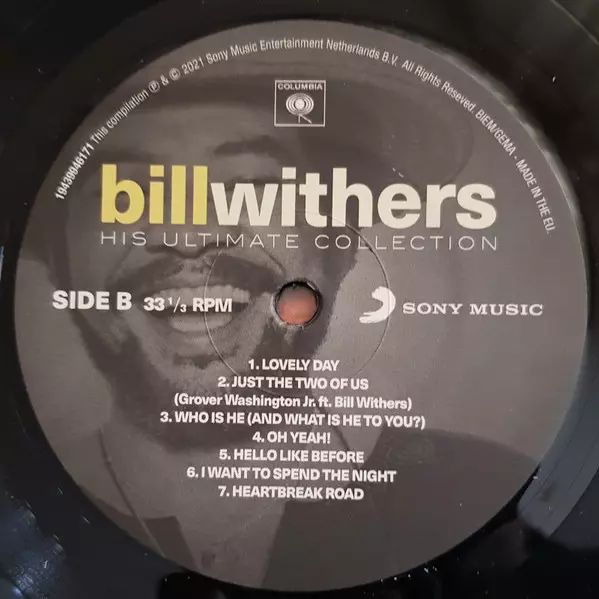 19439946171 This compilation ℗ & © 2021 Sony Music Entertainment Netherlands B.V. All Rights Reseved. BIEM/GEMA - MADE IN THE EU.
COLUMBIA
billwithers
HIS ULTIMATE COLLECTION
SIDE B 33 1/3 RPM
SONY MUSIC
1. LOVELY DAY
2. JUST THE TWO OF US
(Grover Washington Jr. ft. Bill Withers)
3. WHO IS HE (AND WHAT IS HE TO YOU?)
4. OH YEAH!
5. HELLO LIKE BEFORE
6. I WANT TO SPEND THE NIGHT
7. HEARTBREAK ROAD